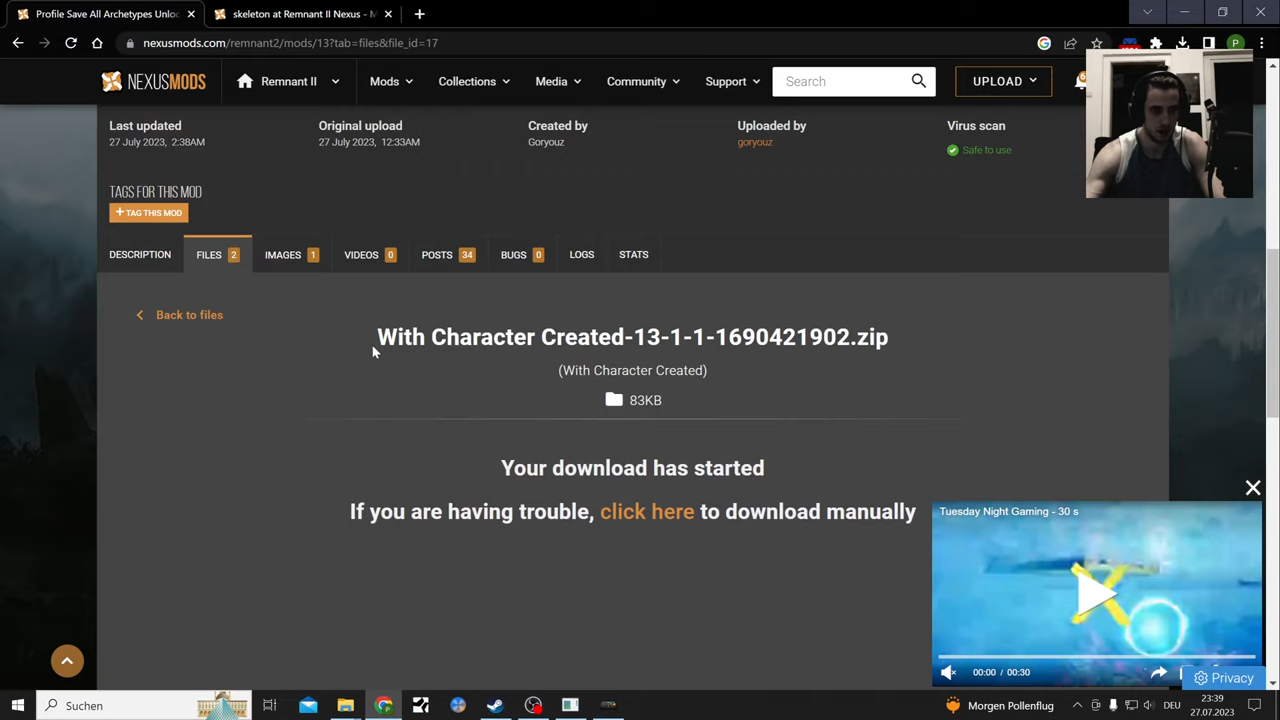 Profile Save All Archetypes Unlo
skeleton at Remnant II Nexus - M
nexusmods.com/remnant2/mods/13?tab=files&file_id=17
P
NEXUSMODS
Remnant II
Mods
Collections
Media
Community
Support
Search
UPLOAD
Last updated
27 July 2023, 2:38AM
Original upload
27 July 2023, 12:33AM
Created by
Goryouz
Uploaded by
goryouz
Virus scan
Safe to use
TAGS FOR THIS MOD
+ TAG THIS MOD
DESCRIPTION
FILES 2
IMAGES 1
VIDEOS 0
POSTS 34
BUGS 0
LOGS
STATS
Back to files
With Character Created-13-1-1-1690421902.zip
(With Character Created)
83KB
Your download has started
If you are having trouble, click here to download manually
Tuesday Night Gaming - 30 s
00:00 / 00:30
Privacy
Suchen
Morgen Pollenflug
DEU
23:39
27.07.2023